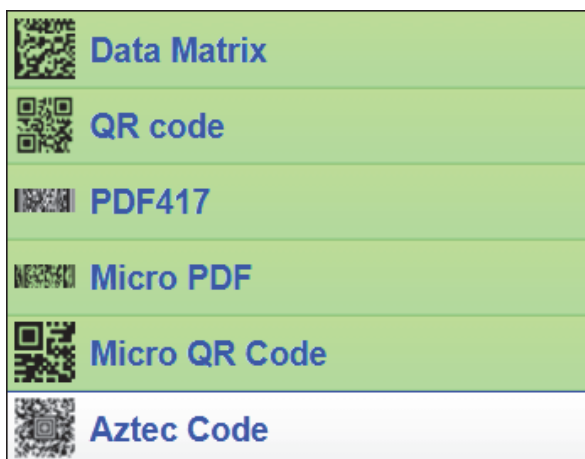 Data Matrix
QR code
PDF417
Micro PDF
Micro QR Code
Aztec Code